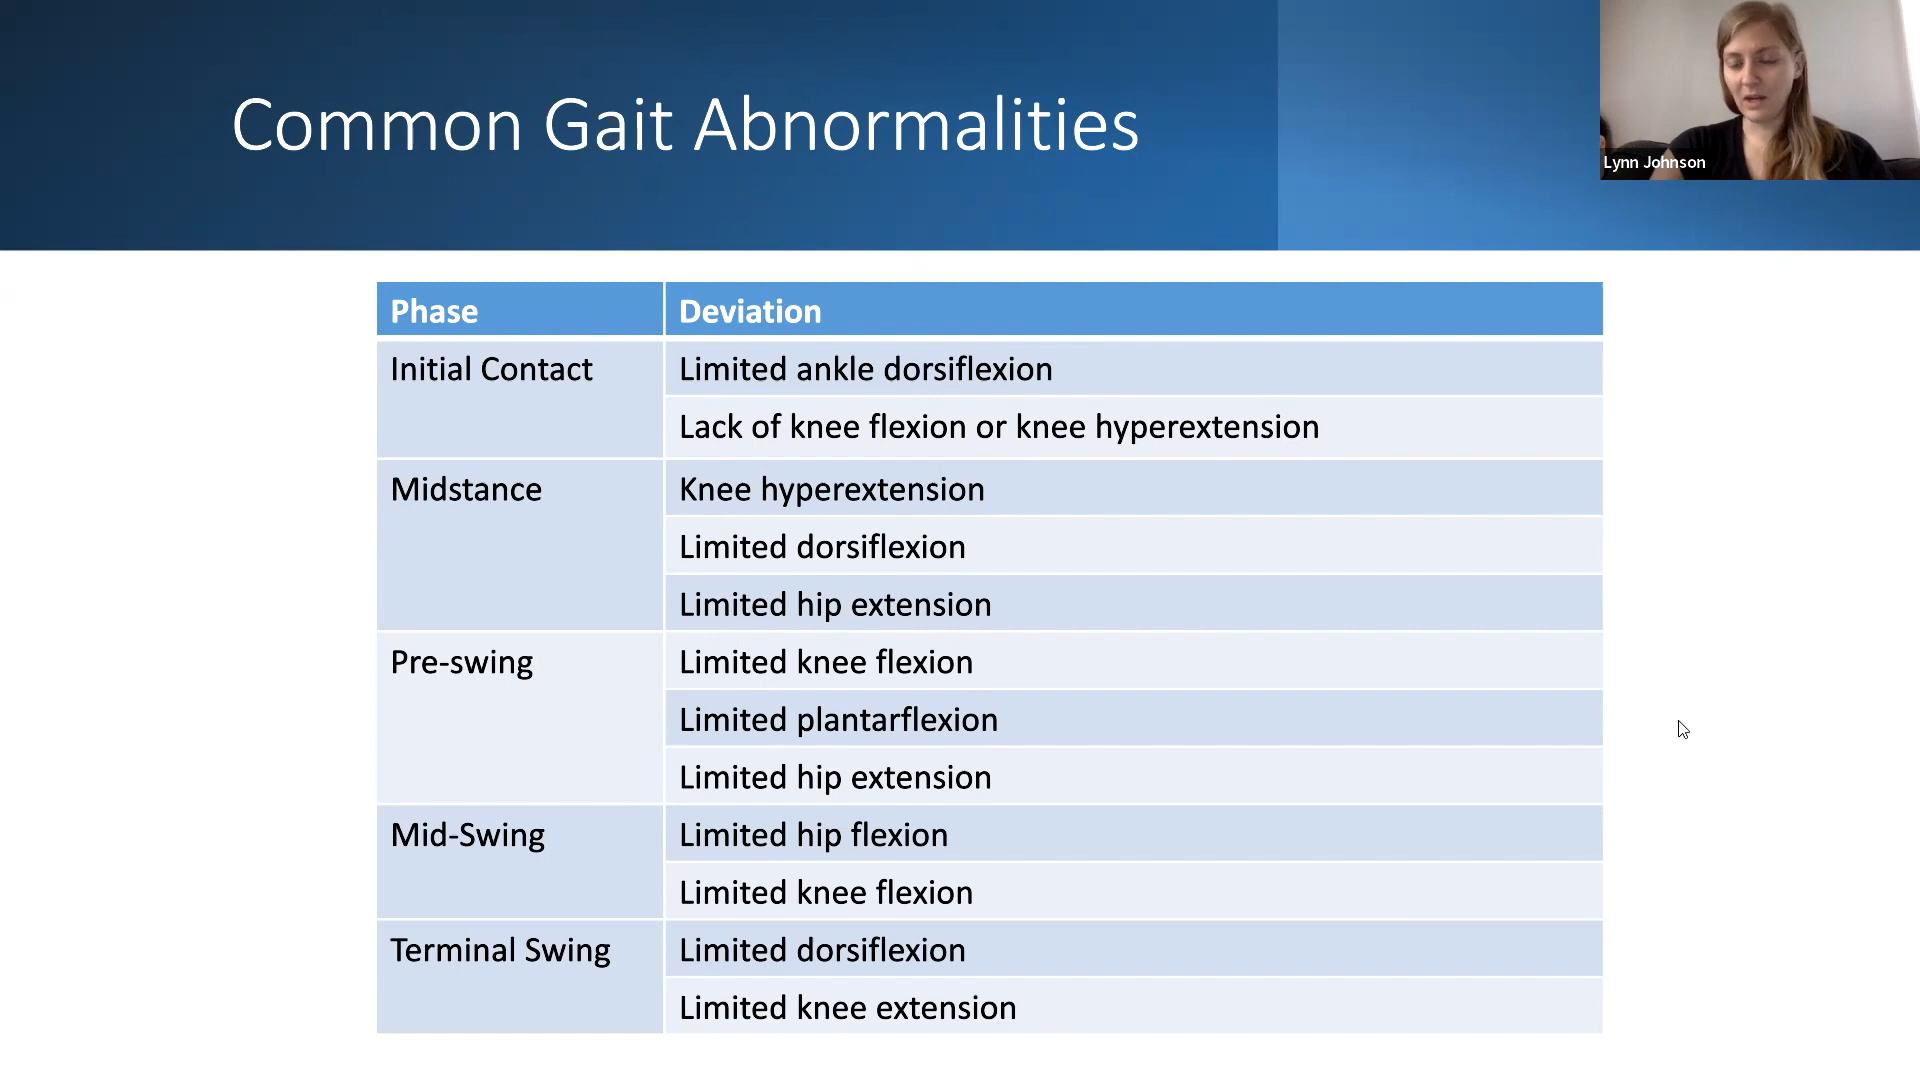 Common Gait Abnormalities
Lynn Johnson
Phase Deviation
Initial Contact Limited ankle dorsiflexion
Lack of knee flexion or knee hyperextension
Midstance Knee hyperextension
Limited dorsiflexion
Limited hip extension
Pre-swing Limited knee flexion
Limited plantarflexion
Limited hip extension
Mid-Swing Limited hip flexion
Limited knee flexion
Terminal Swing Limited dorsiflexion
Limited knee extension